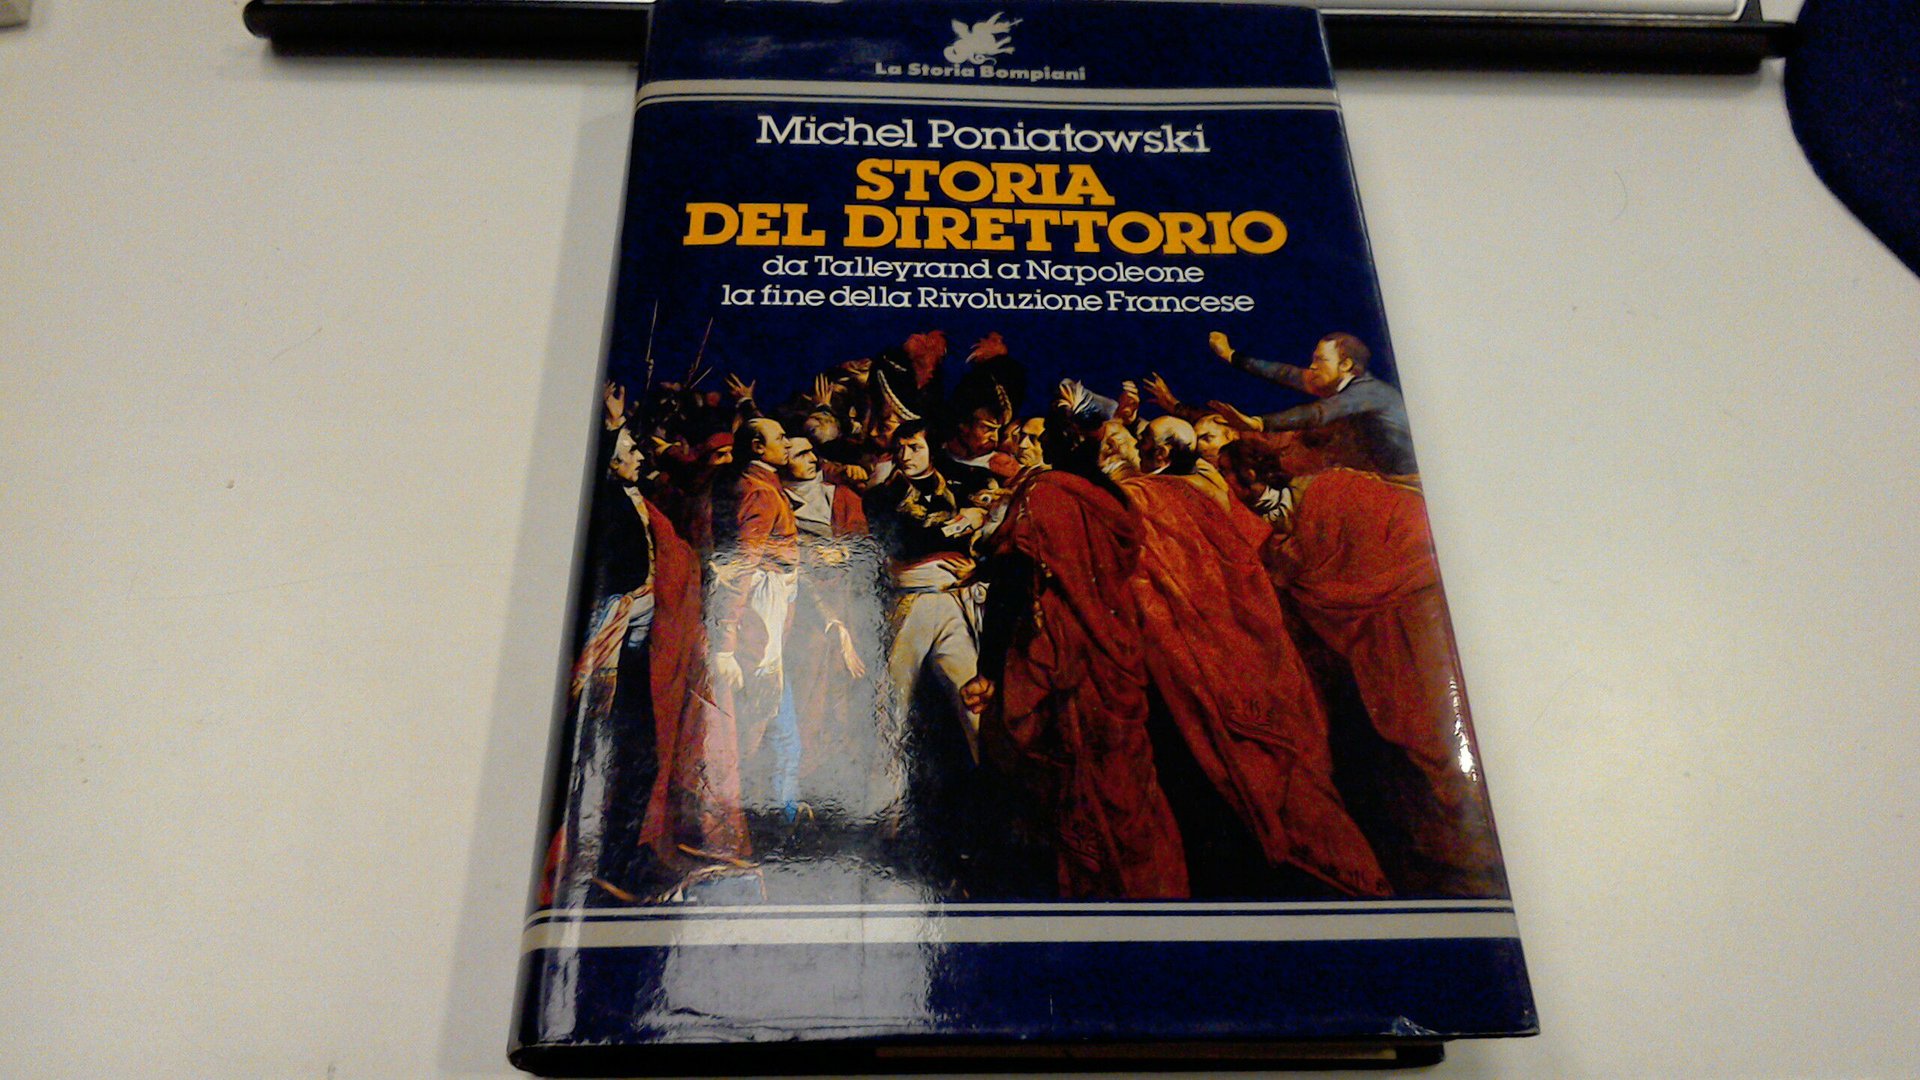 La Storia Bompiani
Michel Poniatowski
STORIA
DEL DIRETTORIO
da Talleyrand a Napoleone
la fine della Rivoluzione Francese